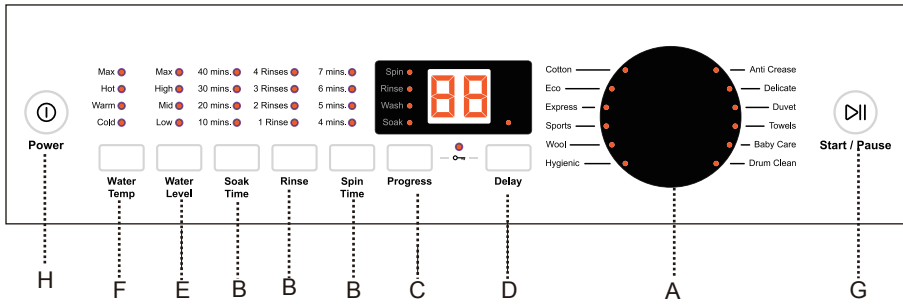 Max Max 40 mins. 4 Rinses 7 mins. Spin
Hot High 30 mins. 3 Rinses 6 mins. Rinse
Warm Mid 20 mins. 2 Rinses 5 mins. Wash
Cold Low 10 mins. 1 Rinse 4 mins. Soak
88
Cotton Anti Crease
Eco Delicate
Express Duvet
Sports Towels
Wool Baby Care
Hygienic Drum Clean
Power
Start / Pause
Water Temp
Water Level
Soak Time
Rinse
Spin Time
Progress
Delay
H F E B B B C D A G